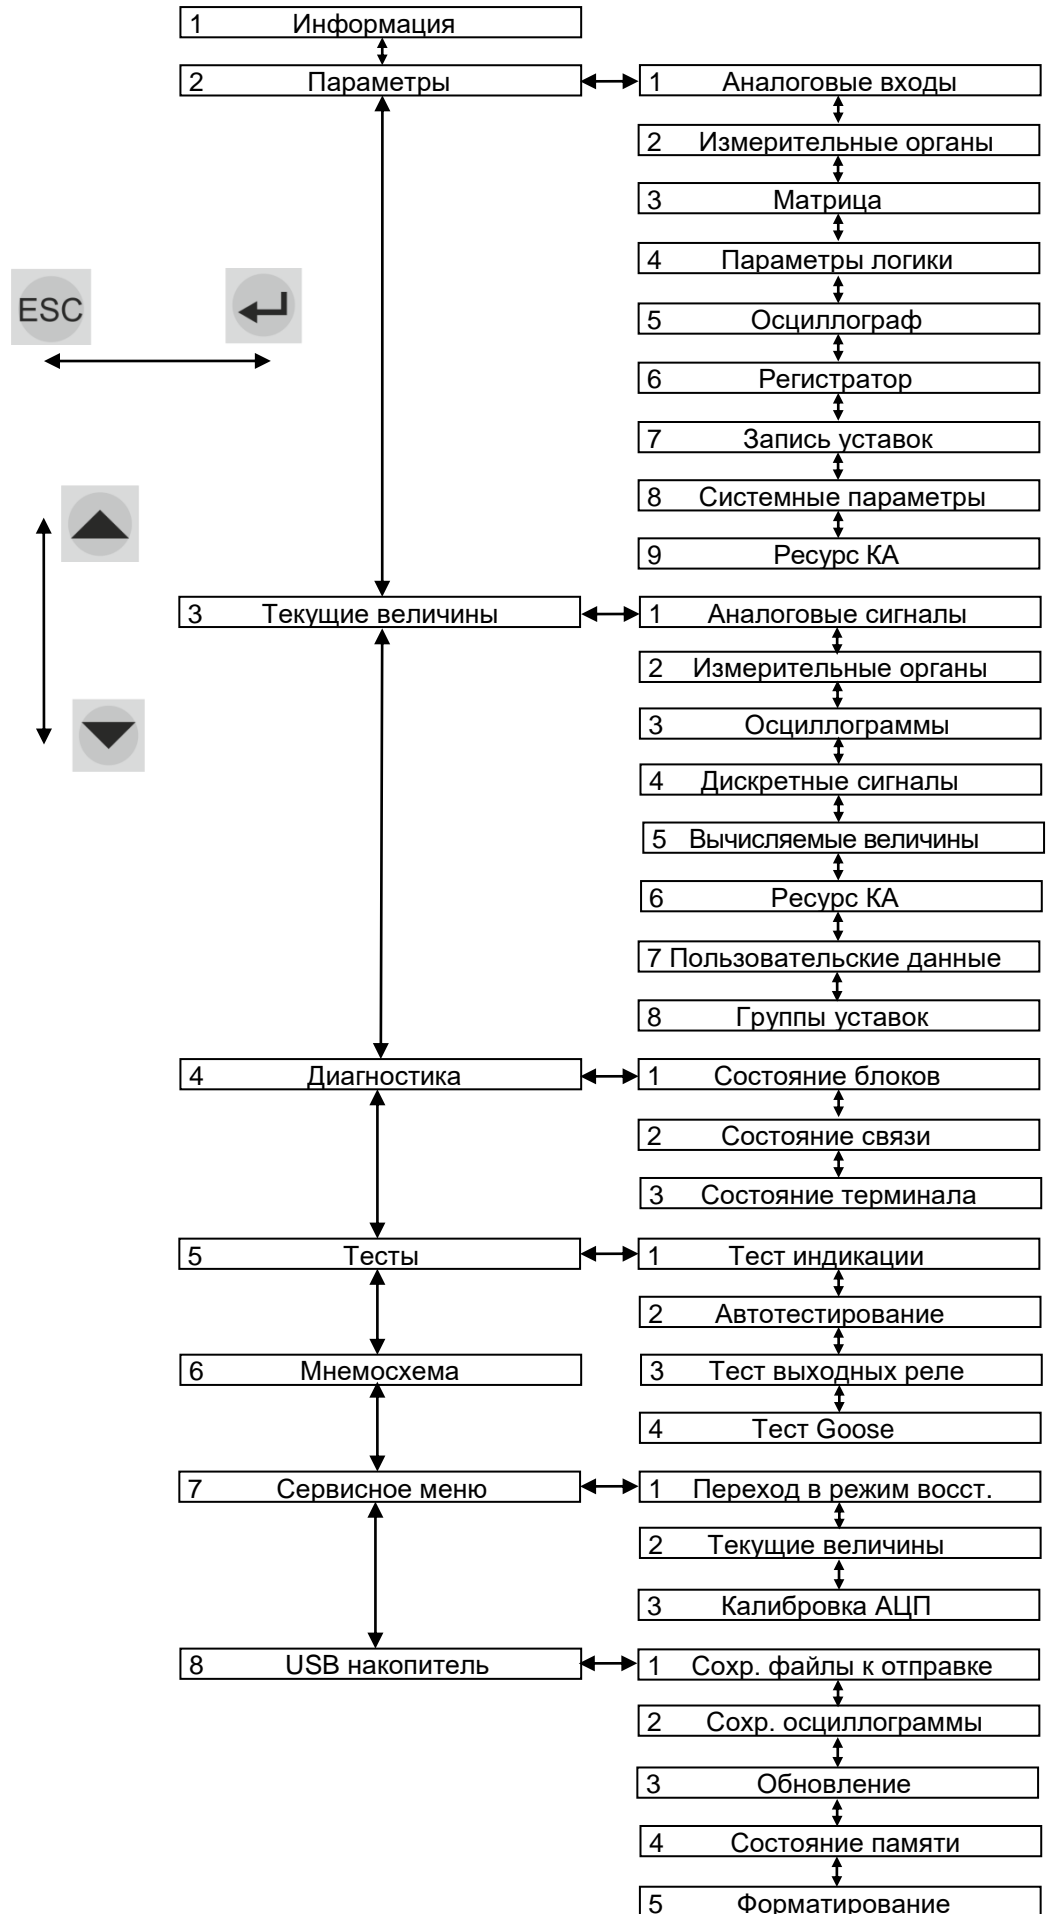 1 Информация
2 Параметры
1 Аналоговые входы
2 Измерительные органы
3 Матрица
4 Параметры логики
ESC
5 Осциллограф
6 Регистратор
7 Запись уставок
8 Системные параметры
9 Ресурс КА
3 Текущие величины
1 Аналоговые сигналы
2 Измерительные органы
3 Осциллограммы
4 Дискретные сигналы
5 Вычисляемые величины
6 Ресурс КА
7 Пользовательские данные
8 Группы уставок
4 Диагностика
1 Состояние блоков
2 Состояние связи
3 Состояние терминала
5 Тесты
1 Тест индикации
2 Автотестирование
6 Мнемосхема
3 Тест выходных реле
4 Тест Goose
7 Сервисное меню
1 Переход в режим восст.
2 Текущие величины
3 Калибровка АЦП
8 USB накопитель
1 Сохр. файлы к отправке
2 Сохр. осциллограммы
3 Обновление
4 Состояние памяти
5 Форматирование